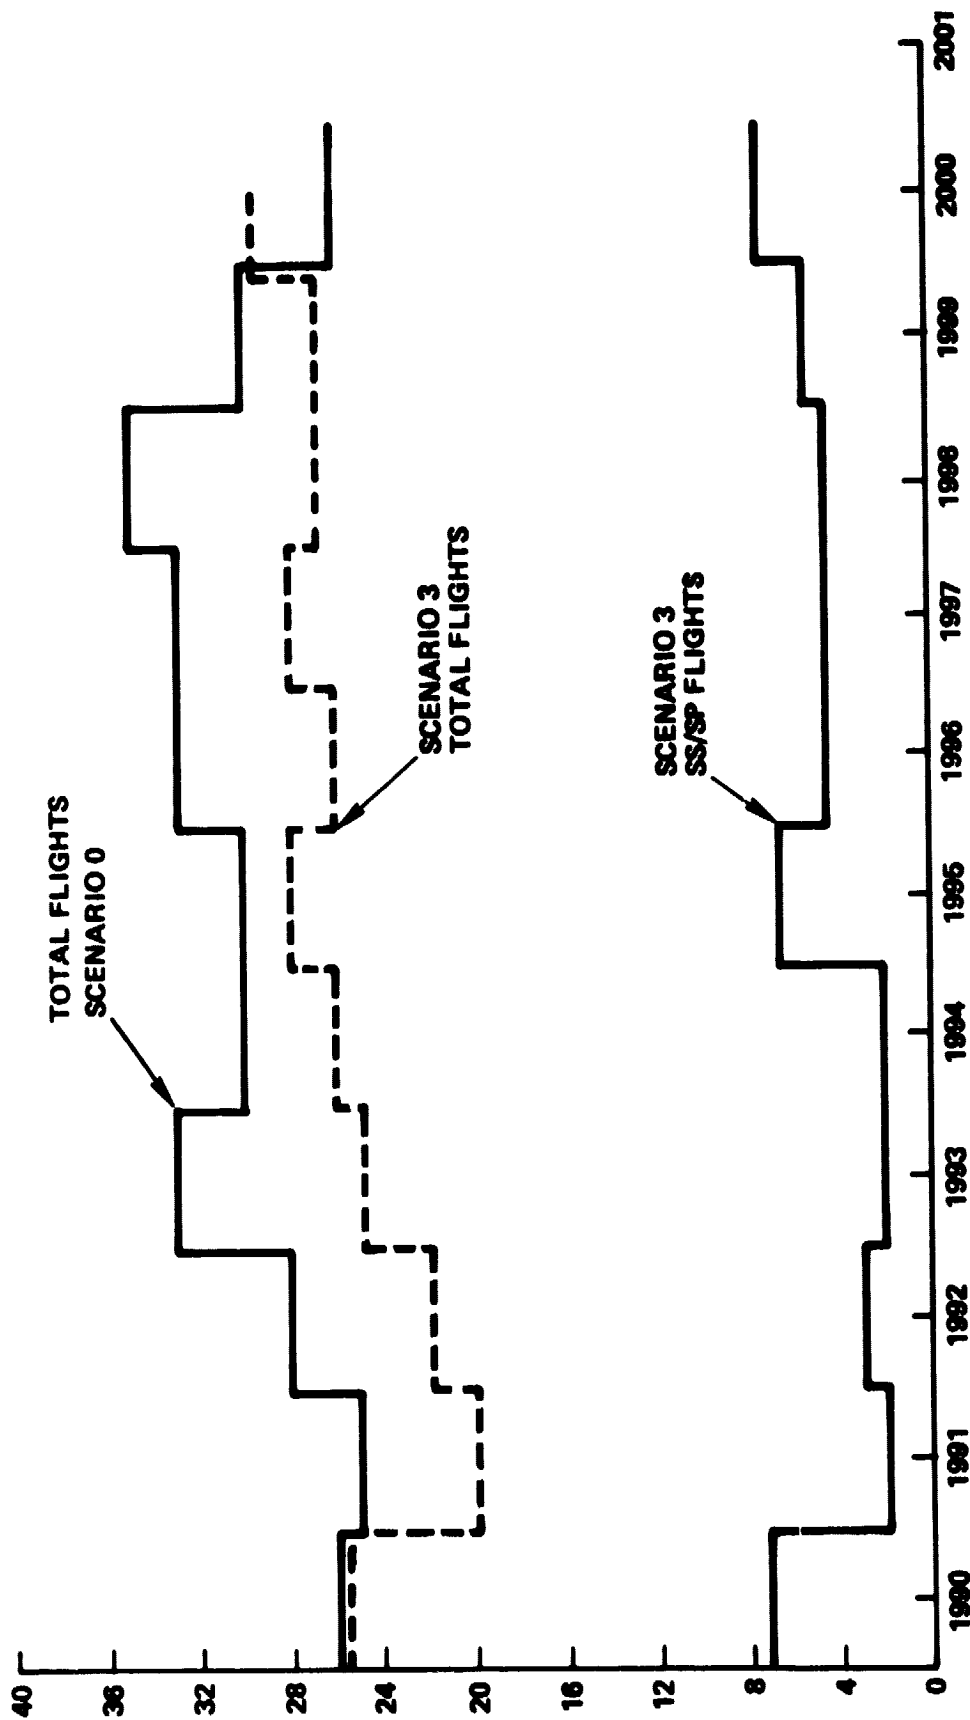 TOTAL FLIGHTS
SCENARIO 0
SCENARIO 3
TOTAL FLIGHTS
SCENARIO 3
SS/SP FLIGHTS
40
36
32
28
24
20
16
12
8
4
0
1990 1991 1992 1993 1994 1995 1996 1997 1998 1999 2000 2001